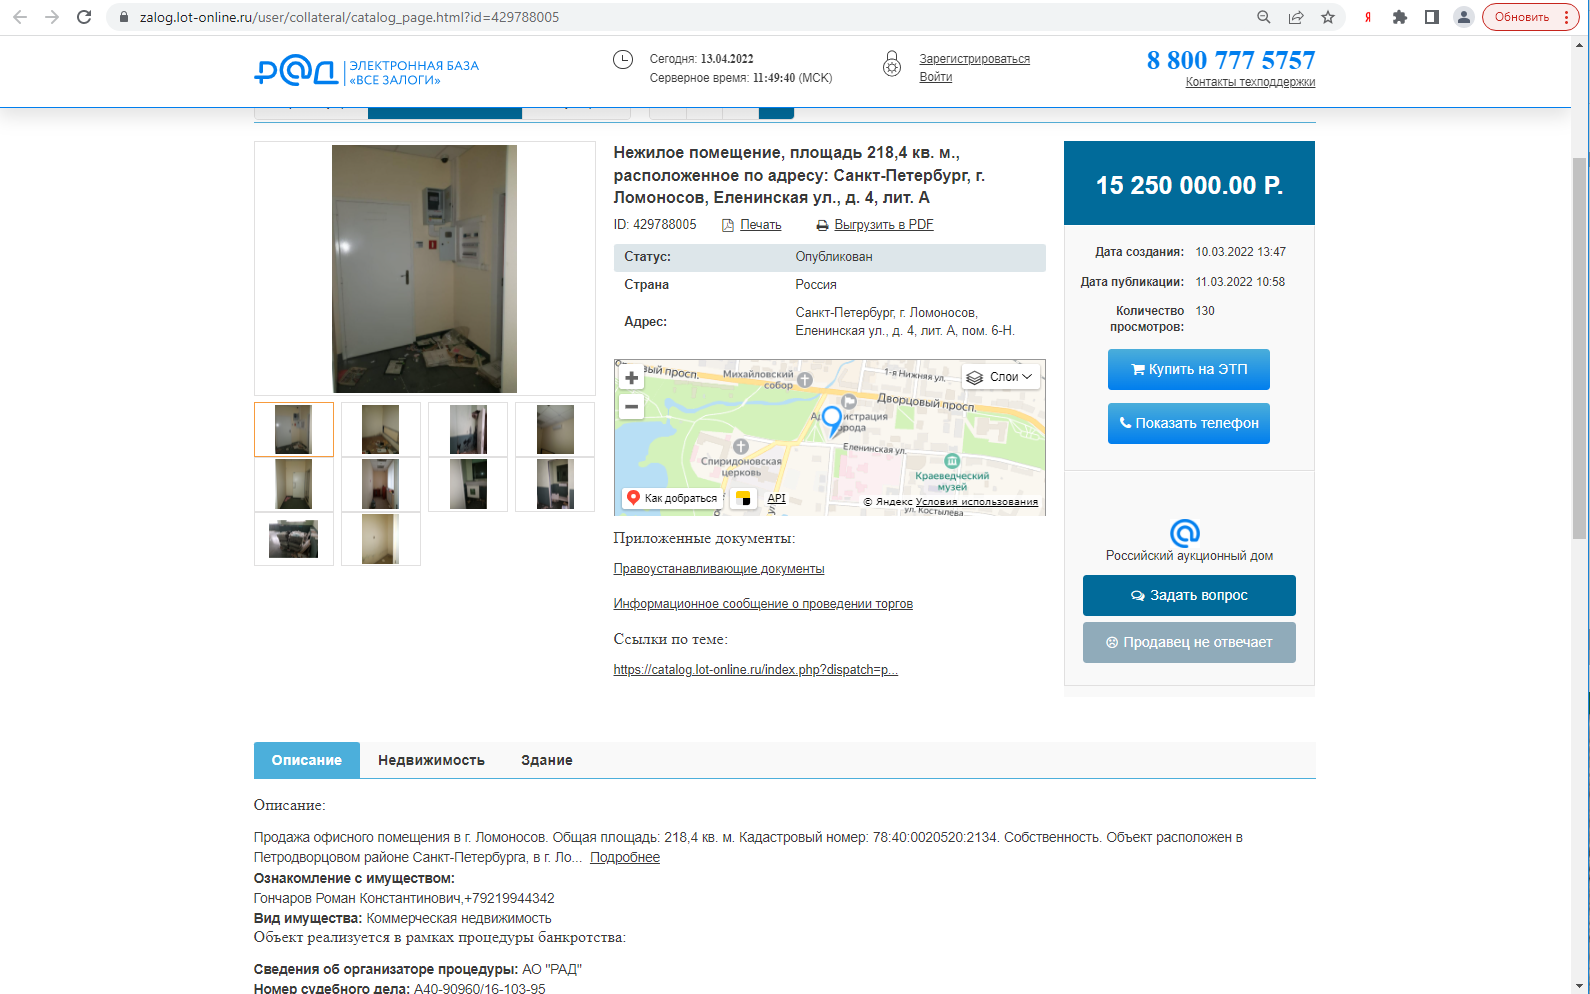 zalog.lot-online.ru/user/collateral/catalog_page.html?id=429788005
Я
Обновить
РАД
ЭЛЕКТРОННАЯ БАЗА
«ВСЕ ЗАЛОГИ»
Сегодня: 13.04.2022
Серверное время: 11:49:40 (МСК)
Зарегистрироваться
Войти
8 800 777 5757
Контакты техподдержки
Нежилое помещение, площадь 218,4 кв. м.,
расположенное по адресу: Санкт-Петербург, г.
Ломоносов, Еленинская ул., д. 4, лит. А
ID: 429788005
Печать
Выгрузить в PDF
Статус: Опубликован
Страна Россия
Адрес: Санкт-Петербург, г. Ломоносов,
Еленинская ул., д. 4, лит. А, пом. 6-Н.
вый просп.
Михайловский
собор
1-я Нижняя ул.
Слои
Дворцовый просп.
Еленинская ул.
Спиридоновская
церковь
Краеведческий
музей
Как добраться
API
© Яндекс Условия использования
ул. Костылева
Приложенные документы:
Правоустанавливающие документы
Информационное сообщение о проведении торгов
Ссылки по теме:
https://catalog.lot-online.ru/index.php?dispatch=p...
15 250 000.00 Р.
Дата создания: 10.03.2022 13:47
Дата публикации: 11.03.2022 10:58
Количество
просмотров: 130
Купить на ЭТП
Показать телефон
Российский аукционный дом
Задать вопрос
Продавец не отвечает
Описание
Недвижимость
Здание
Описание:
Продажа офисного помещения в г. Ломоносов. Общая площадь: 218,4 кв. м. Кадастровый номер: 78:40:0020520:2134. Собственность. Объект расположен в
Петродворцовом районе Санкт-Петербурга, в г. Ло... Подробнее
Ознакомление с имуществом:
Гончаров Роман Константинович,+79219944342
Вид имущества: Коммерческая недвижимость
Объект реализуется в рамках процедуры банкротства:
Сведения об организаторе процедуры: АО "РАД"
Номер судебного дела: А40-90960/16-103-95